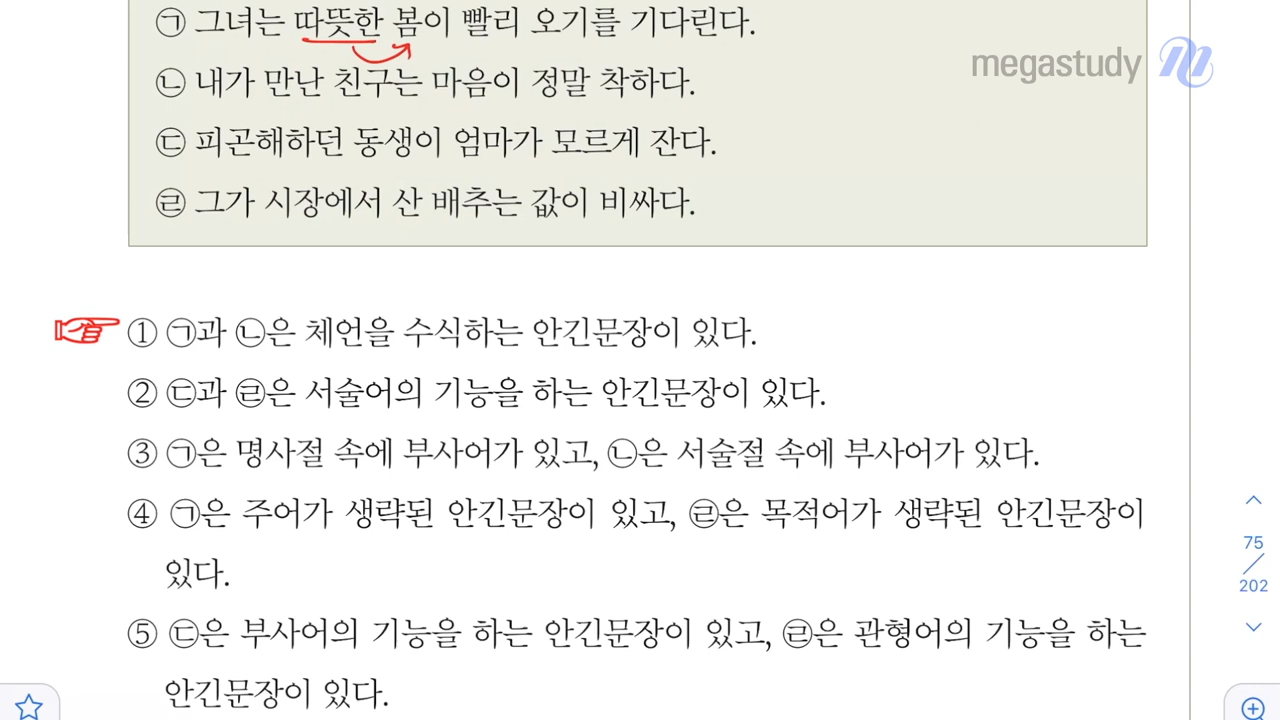 ㉠ 그녀는 따뜻한 봄이 빨리 오기를 기다린다.
megastudy
㉡ 내가 만난 친구는 마음이 정말 착하다.
㉢ 피곤해하던 동생이 엄마가 모르게 잔다.
㉣ 그가 시장에서 산 배추는 값이 비싸다.
① ㉠과 ㉡은 체언을 수식하는 안긴문장이 있다.
② ㉢과 ㉣은 서술어의 기능을 하는 안긴문장이 있다.
③ ㉠은 명사절 속에 부사어가 있고, ㉡은 서술절 속에 부사어가 있다.
④ ㉠은 주어가 생략된 안긴문장이 있고, ㉣은 목적어가 생략된 안긴문장이
있다.
⑤ ㉢은 부사어의 기능을 하는 안긴문장이 있고, ㉣은 관형어의 기능을 하는
안긴문장이 있다.
75
202